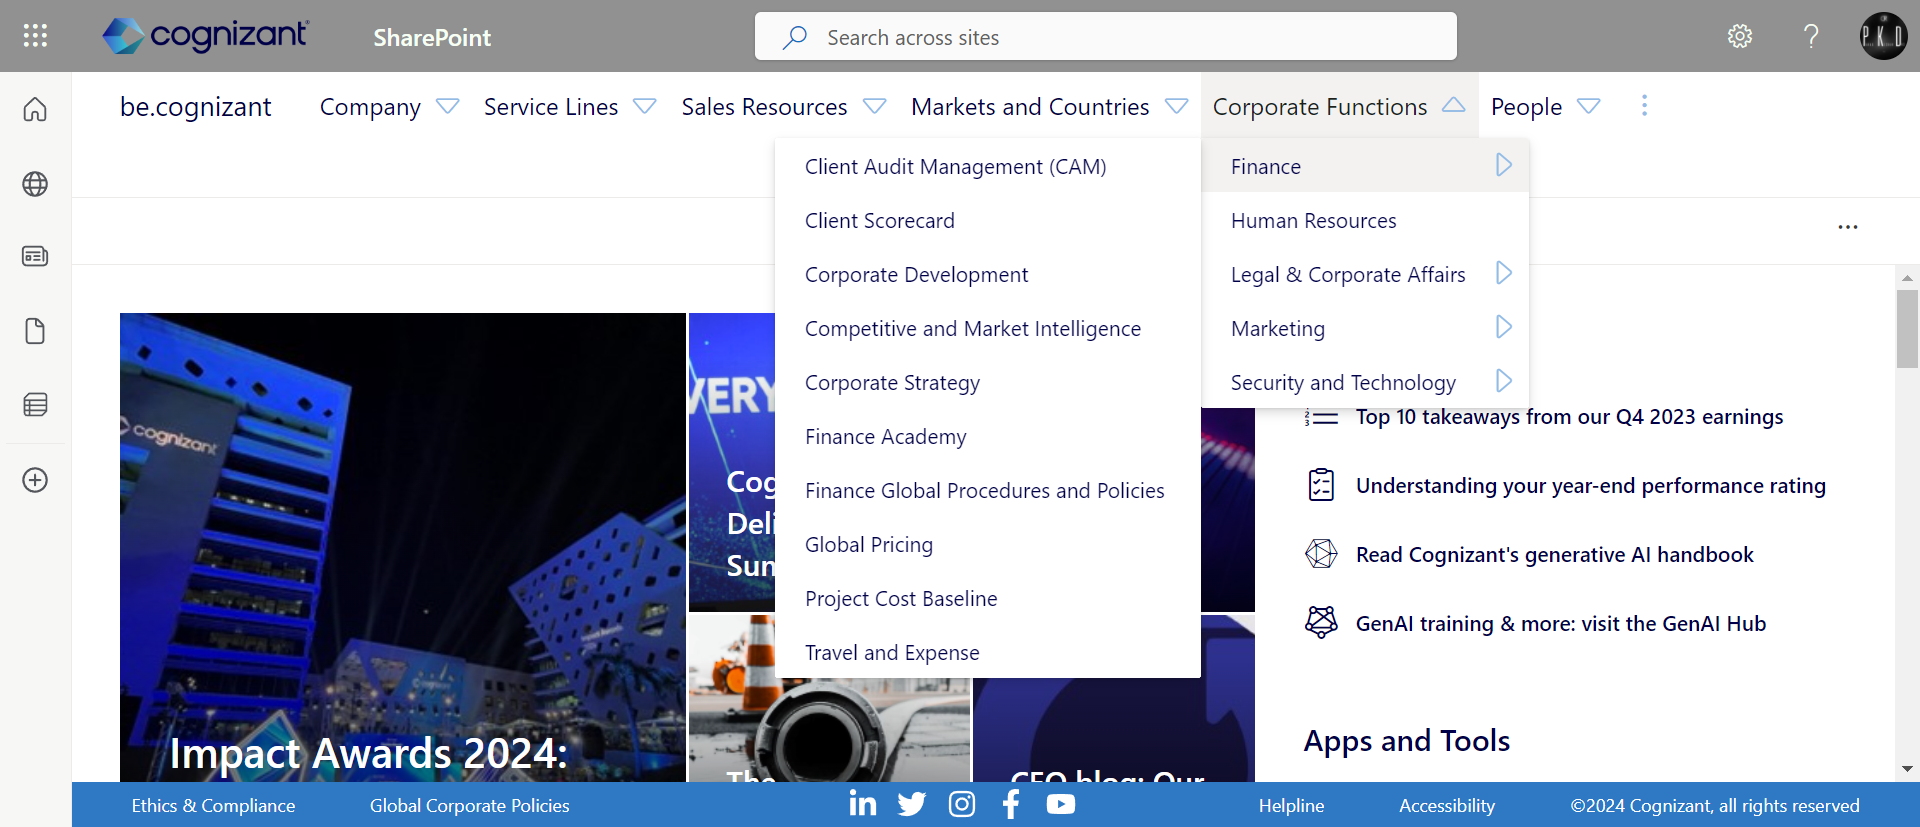 cognizant
SharePoint
Search across sites
P K D
be.cognizant
Company
Service Lines
Sales Resources
Markets and Countries
Corporate Functions
People
Client Audit Management (CAM)
Client Scorecard
Corporate Development
Competitive and Market Intelligence
Corporate Strategy
Finance Academy
Finance Global Procedures and Policies
Global Pricing
Project Cost Baseline
Travel and Expense
Finance
Human Resources
Legal & Corporate Affairs
Marketing
Security and Technology
cognizant
VERY
Cog
Deli
Sum
Impact Awards 2024:
The
CEO blog: Our
Top 10 takeaways from our Q4 2023 earnings
Understanding your year-end performance rating
Read Cognizant's generative AI handbook
GenAI training & more: visit the GenAI Hub
Apps and Tools
Ethics & Compliance
Global Corporate Policies
Helpline
Accessibility
©2024 Cognizant, all rights reserved